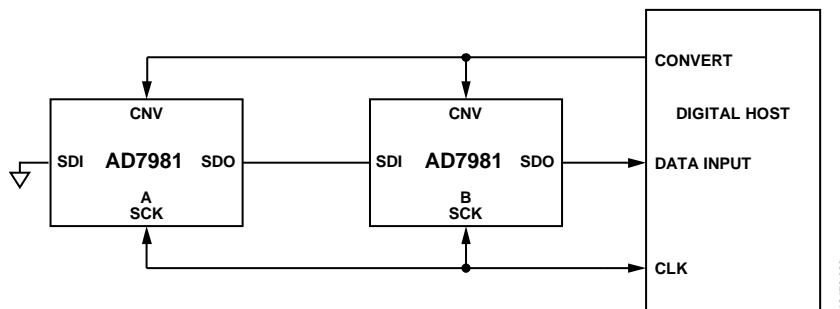 CONVERT
CNV
CNV
DIGITAL HOST
SDI AD7981 SDO
SDI AD7981 SDO
DATA INPUT
A
SCK
B
SCK
CLK